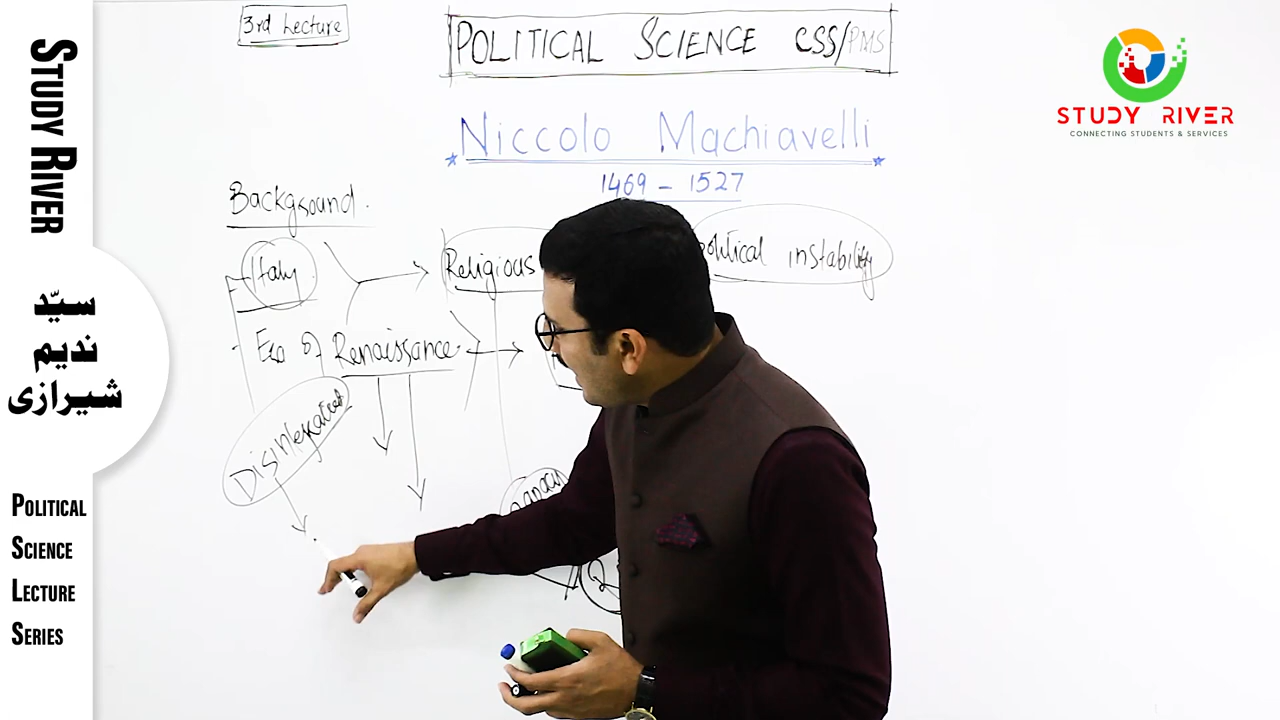 STUDY RIVER
سیّد
ندیم
شیرازی
POLITICAL
SCIENCE
LECTURE
SERIES
3rd Lecture
POLITICAL SCIENCE CSS/PMS
Niccolo Machiavelli
1469 – 1527
Background.
Italy
Religious
Political instability
Era of Renaissance
Disintegration
STUDY RIVER
CONNECTING STUDENTS & SERVICES